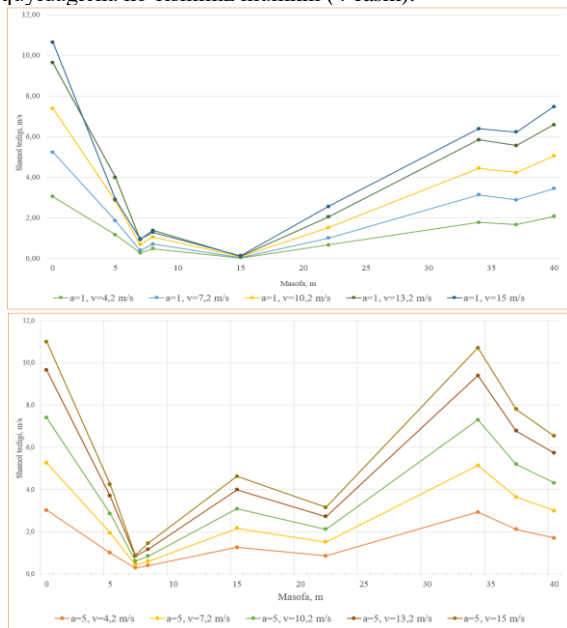 quyidagicha mumkin
12,00
10,00
8,00
6,00
4,00
2,00
0,00
Shamol tezligi, m/s
0 5 10 15 20 25 30 35 40
Masofa, m
a=1, v=4,2 m/s a=1, v=7,2 m/s a=1, v=10,2 m/s a=1, v=13,2 m/s a=1, v=15 m/s
12,0
10,0
8,0
6,0
4,0
2,0
0,0
Shamol tezligi, m/s
0 5 10 15 20 25 30 35 40
Masofa, m
a=5, v=4,2 m/s a=5, v=7,2 m/s a=5, v=10,2 m/s a=5, v=13,2 m/s a=5, v=15 m/s